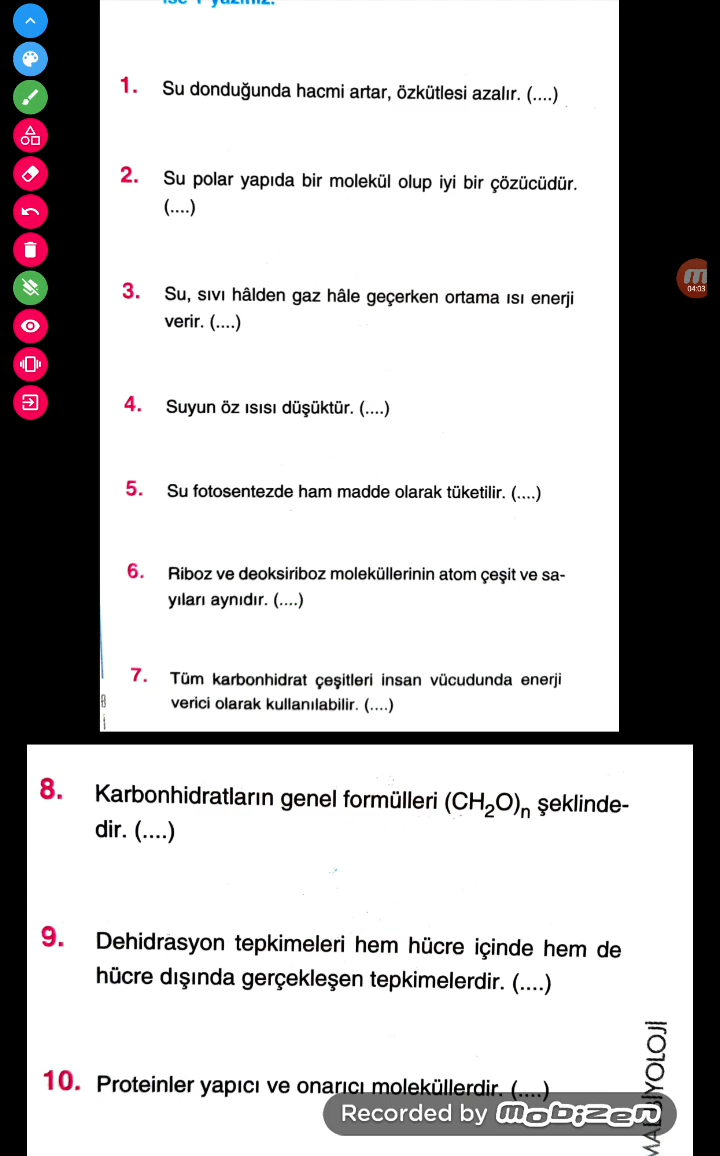 1. Su donduğunda hacmi artar, özkütlesi azalır. (....)
2. Su polar yapıda bir molekül olup iyi bir çözücüdür.
(....)
3. Su, sıvı hâlden gaz hâle geçerken ortama ısı enerji
verir. (....)
04:03
4. Suyun öz ısısı düşüktür. (....)
5. Su fotosentezde ham madde olarak tüketilir. (....)
6. Riboz ve deoksiriboz moleküllerinin atom çeşit ve sa-
yıları aynıdır. (....)
7. Tüm karbonhidrat çeşitleri insan vücudunda enerji
verici olarak kullanılabilir. (....)
8. Karbonhidratların genel formülleri (CH₂O)ₙ şeklinde-
dir. (....)
9. Dehidrasyon tepkimeleri hem hücre içinde hem de
hücre dışında gerçekleşen tepkimelerdir. (....)
10. Proteinler yapıcı ve onarıcı moleküllerdir. (....)
Recorded by mobizen
BİYOLOJİ